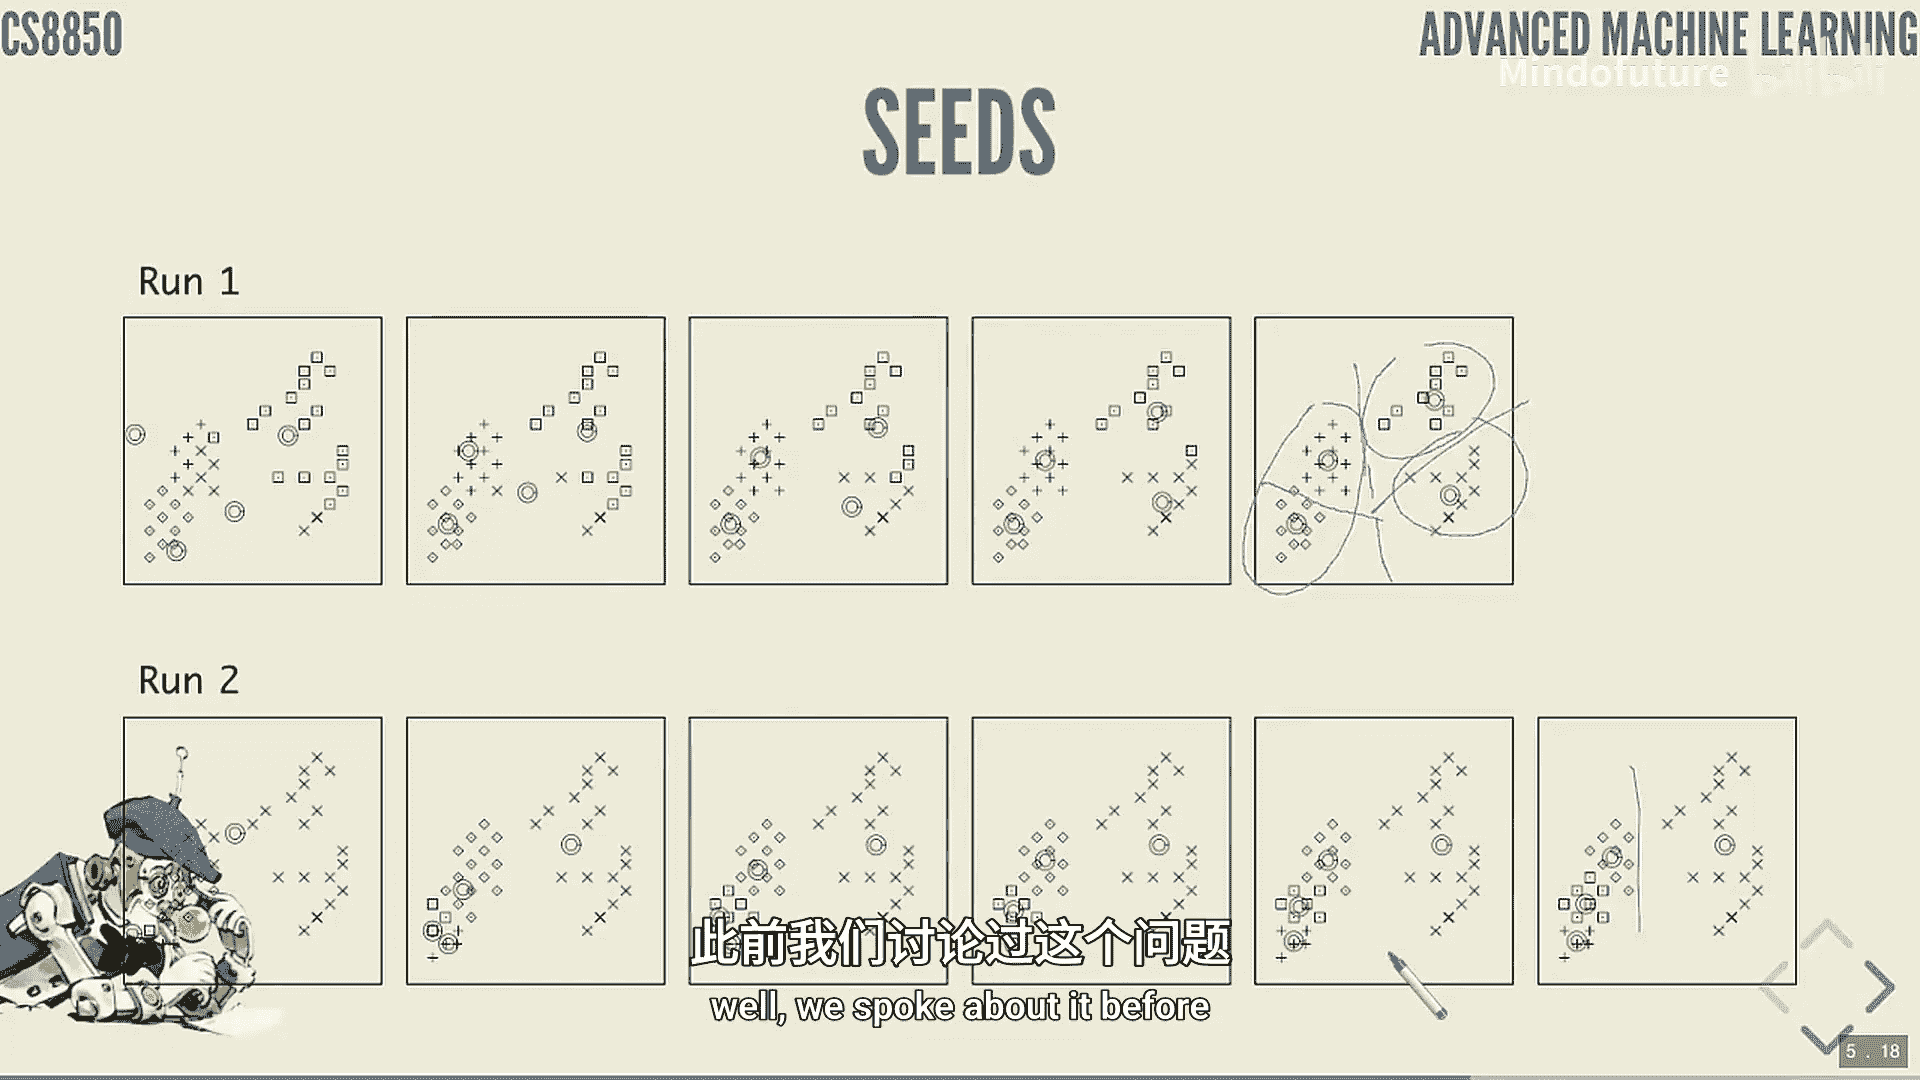 CS8850
ADVANCED MACHINE LEARNING
Mindofuture bilibili
SEEDS
Run 1
Run 2
此前我们讨论过这个问题
well, we spoke about it before
5 . 18